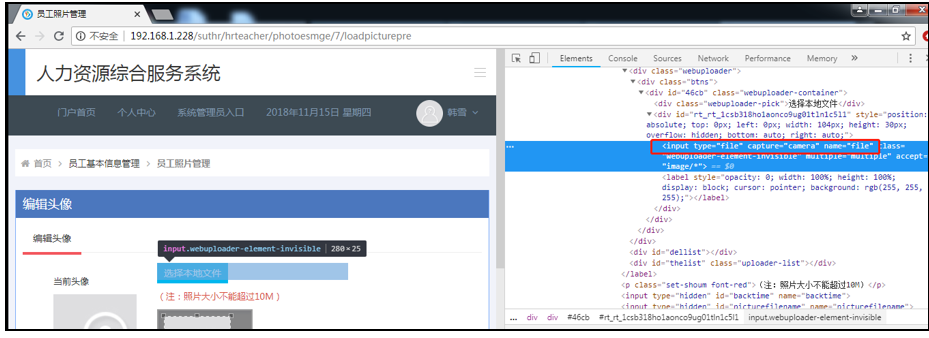 员工照片管理
不安全 192.168.1.228/suthr/hrteacher/photoesmge/7/loadpicturepre
人力资源综合服务系统
门户首页 个人中心 系统管理员入口 2018年11月15日 星期四 韩雪
首页 > 员工基本信息管理 > 员工照片管理
编辑头像
编辑头像
input.webuploader-element-invisible 280×25
选择本地文件
当前头像
(注：照片大小不能超过10M)
Elements Console Sources Network Performance Memory »
<div class="webuploader">
<div class="btns">
<div id="46cb" class="webuploader-container">
<div class="webuploader-pick">选择本地文件</div>
<div id="rt_rt_1csb318ho1aonco9ug01tln1c5l1" style="position:
absolute; top: 0px; left: 0px; width: 104px; height: 30px;
overflow: hidden; bottom: auto; right: auto;">
<input type="file" capture="camera" name="file" class=
"webuploader-element-invisible" multiple="multiple" accept=
"image/*"> == $0
<label style="opacity: 0; width: 100%; height: 100%;
display: block; cursor: pointer; background: rgb(255, 255,
255);"></label>
</div>
</div>
</div>
<div id="dellist"></div>
<div id="thelist" class="uploader-list"></div>
</label>
<p class="set-shoum font-red">(注：照片大小不能超过10M)</p>
<input type="hidden" id="backtime" name="backtime">
<input type="hidden" id="picturefilename" name="picturefilename">
... div div #46cb #rt_rt_1csb318ho1aonco9ug01tln1c5l1 input.webuploader-element-invisible